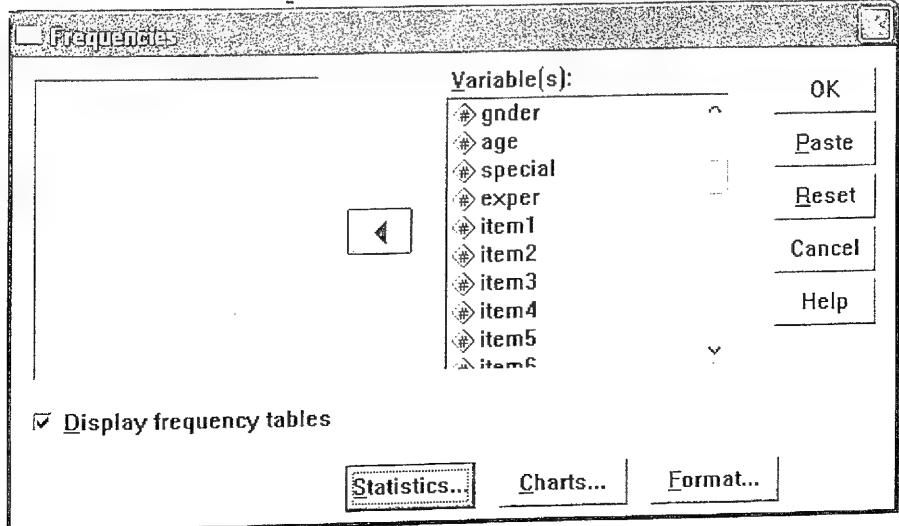 Frequencies
Variable(s):
gnder
age
special
exper
item1
item2
item3
item4
item5
item6
OK
Paste
Reset
Cancel
Help
Display frequency tables
Statistics...
Charts...
Format...